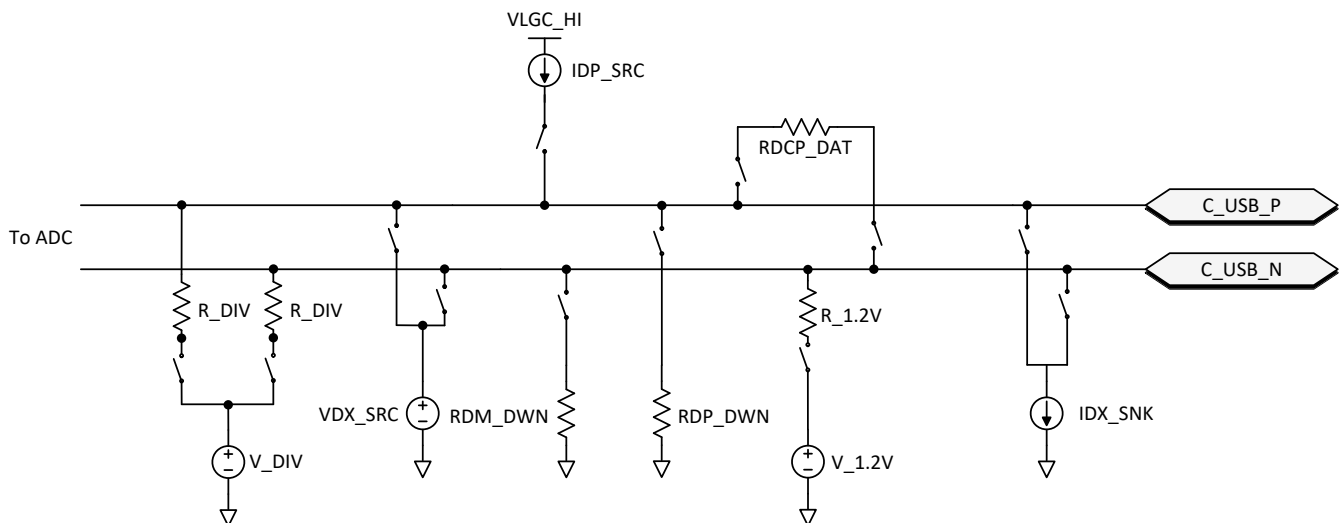 VLGC_HI
IDP_SRC
RDCP_DAT
C_USB_P
To ADC
C_USB_N
R_DIV
R_DIV
R_1.2V
VDX_SRC
RDM_DWN
RDP_DWN
IDX_SNK
V_DIV
V_1.2V